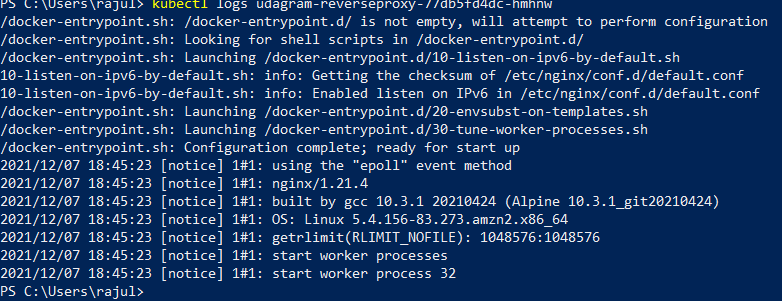 PS C:\Users\rajul> kubectl logs udagram-reverseproxy-77db5fd4dc-hmhnw
/docker-entrypoint.sh: /docker-entrypoint.d/ is not empty, will attempt to perform configuration
/docker-entrypoint.sh: Looking for shell scripts in /docker-entrypoint.d/
/docker-entrypoint.sh: Launching /docker-entrypoint.d/10-listen-on-ipv6-by-default.sh
10-listen-on-ipv6-by-default.sh: info: Getting the checksum of /etc/nginx/conf.d/default.conf
10-listen-on-ipv6-by-default.sh: info: Enabled listen on IPv6 in /etc/nginx/conf.d/default.conf
/docker-entrypoint.sh: Launching /docker-entrypoint.d/20-envsubst-on-templates.sh
/docker-entrypoint.sh: Launching /docker-entrypoint.d/30-tune-worker-processes.sh
/docker-entrypoint.sh: Configuration complete; ready for start up
2021/12/07 18:45:23 [notice] 1#1: using the "epoll" event method
2021/12/07 18:45:23 [notice] 1#1: nginx/1.21.4
2021/12/07 18:45:23 [notice] 1#1: built by gcc 10.3.1 20210424 (Alpine 10.3.1_git20210424)
2021/12/07 18:45:23 [notice] 1#1: OS: Linux 5.4.156-83.273.amzn2.x86_64
2021/12/07 18:45:23 [notice] 1#1: getrlimit(RLIMIT_NOFILE): 1048576:1048576
2021/12/07 18:45:23 [notice] 1#1: start worker processes
2021/12/07 18:45:23 [notice] 1#1: start worker process 32
PS C:\Users\rajul>